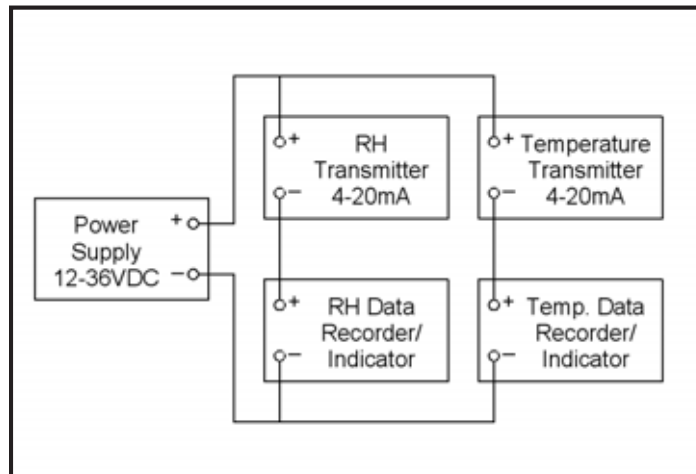 + RH
Transmitter
− 4-20mA
+ Temperature
Transmitter
− 4-20mA
Power +
Supply
12-36VDC −
+ RH Data
Recorder/
− Indicator
+ Temp. Data
Recorder/
− Indicator